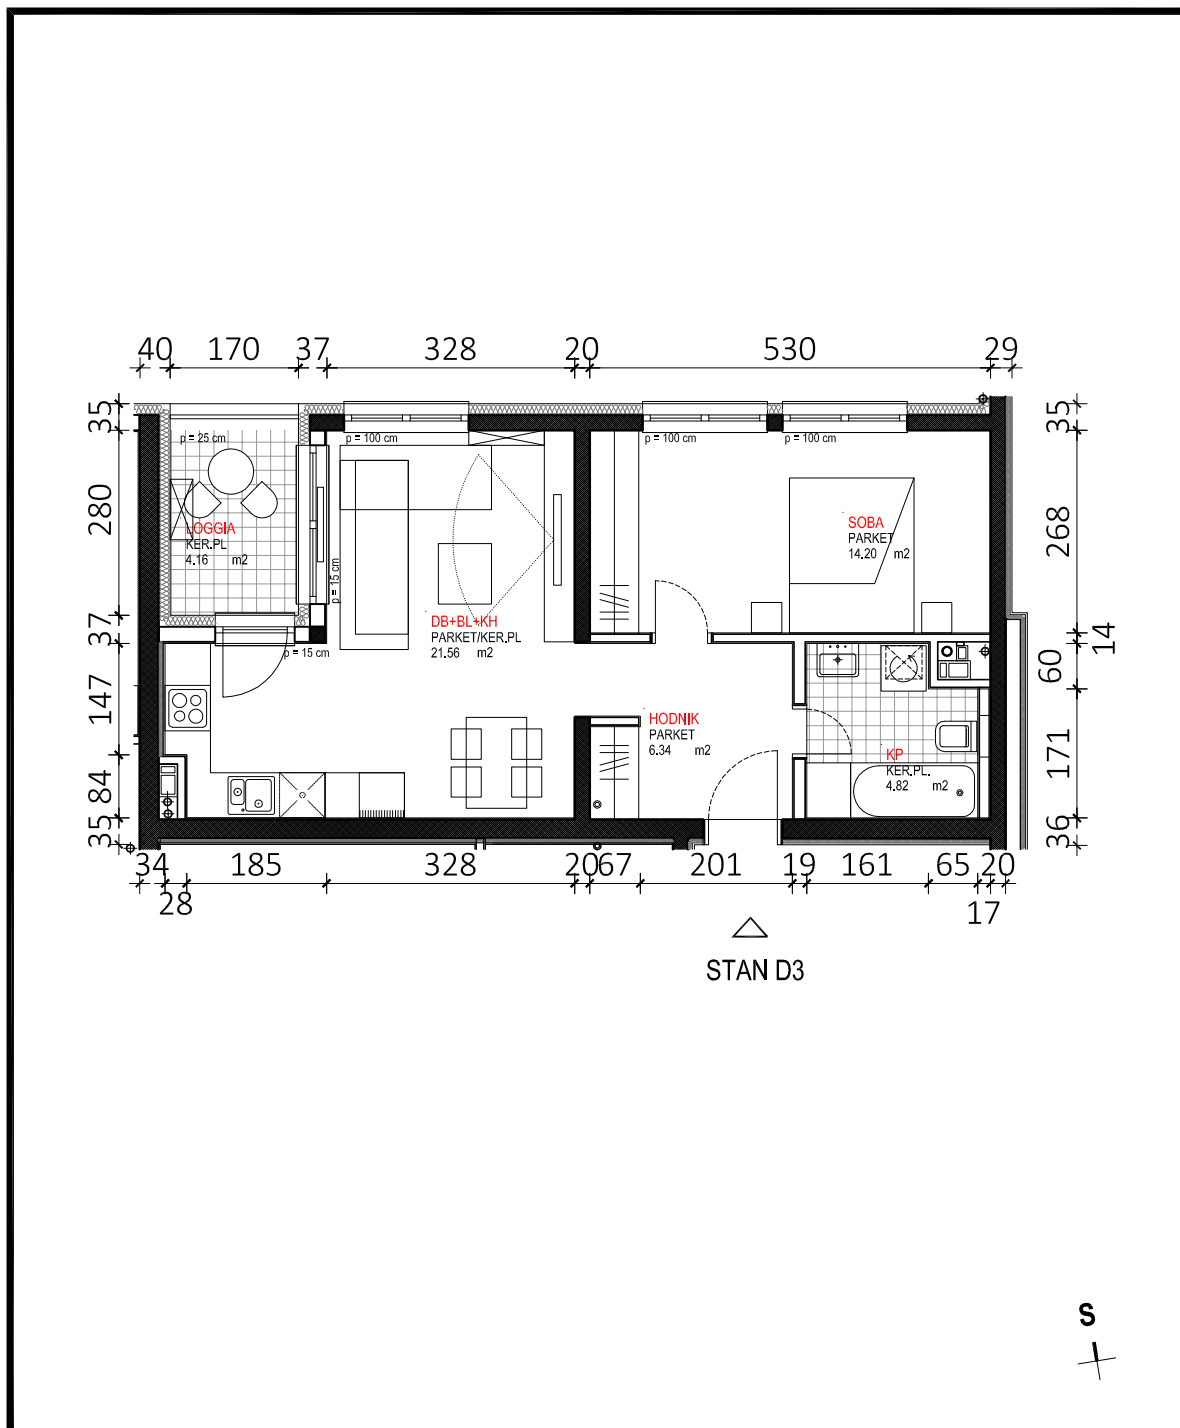 40 170 37 328 20 530 29
35
35
p = 25 cm
p = 100 cm
p = 100 cm
p = 100 cm
280
268
LOGGIA
KER.PL
4.16 m2
SOBA
PARKET
14.20 m2
p = 15 cm
DB+BL+KH
PARKET/KER.PL
21.56 m2
37
14
p = 15 cm
60
147
HODNIK
PARKET
6.34 m2
KP
KER.PL.
4.82 m2
171
84
35
36
34 185 328 20 67 201 19 161 65 20
28
17
STAN D3
S